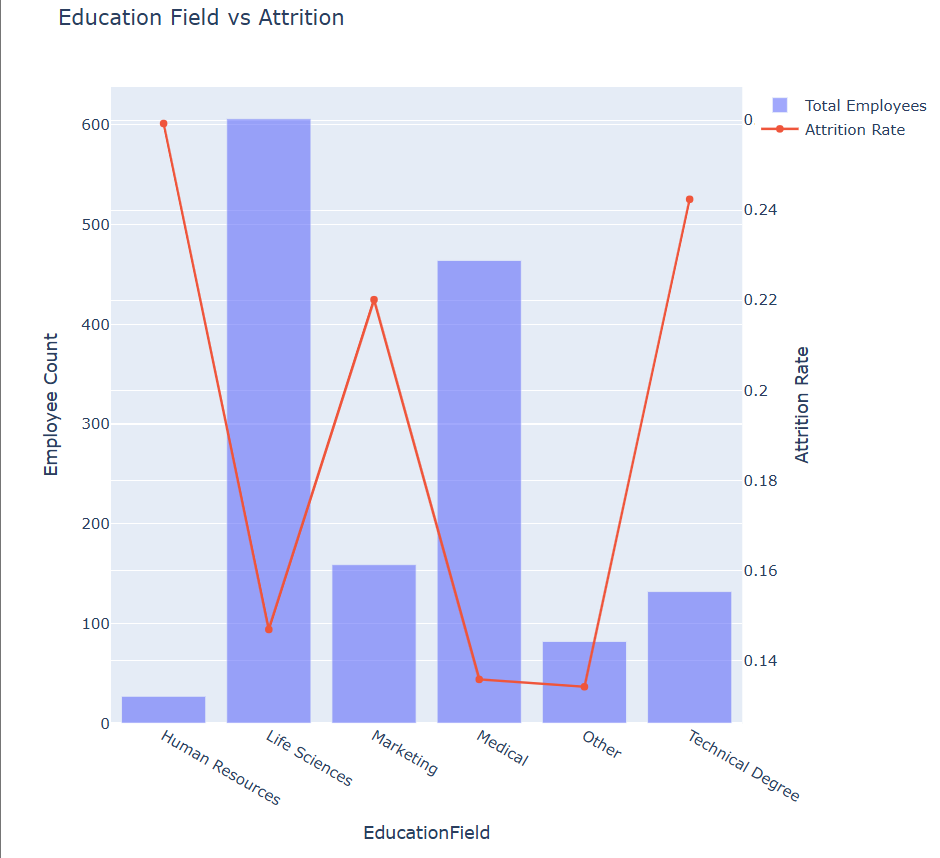 Education Field vs Attrition
Total Employees
Attrition Rate
Employee Count
600
500
400
300
200
100
0
0
0.24
0.22
0.2
0.18
0.16
0.14
Attrition Rate
Human Resources
Life Sciences
Marketing
Medical
Other
Technical Degree
EducationField